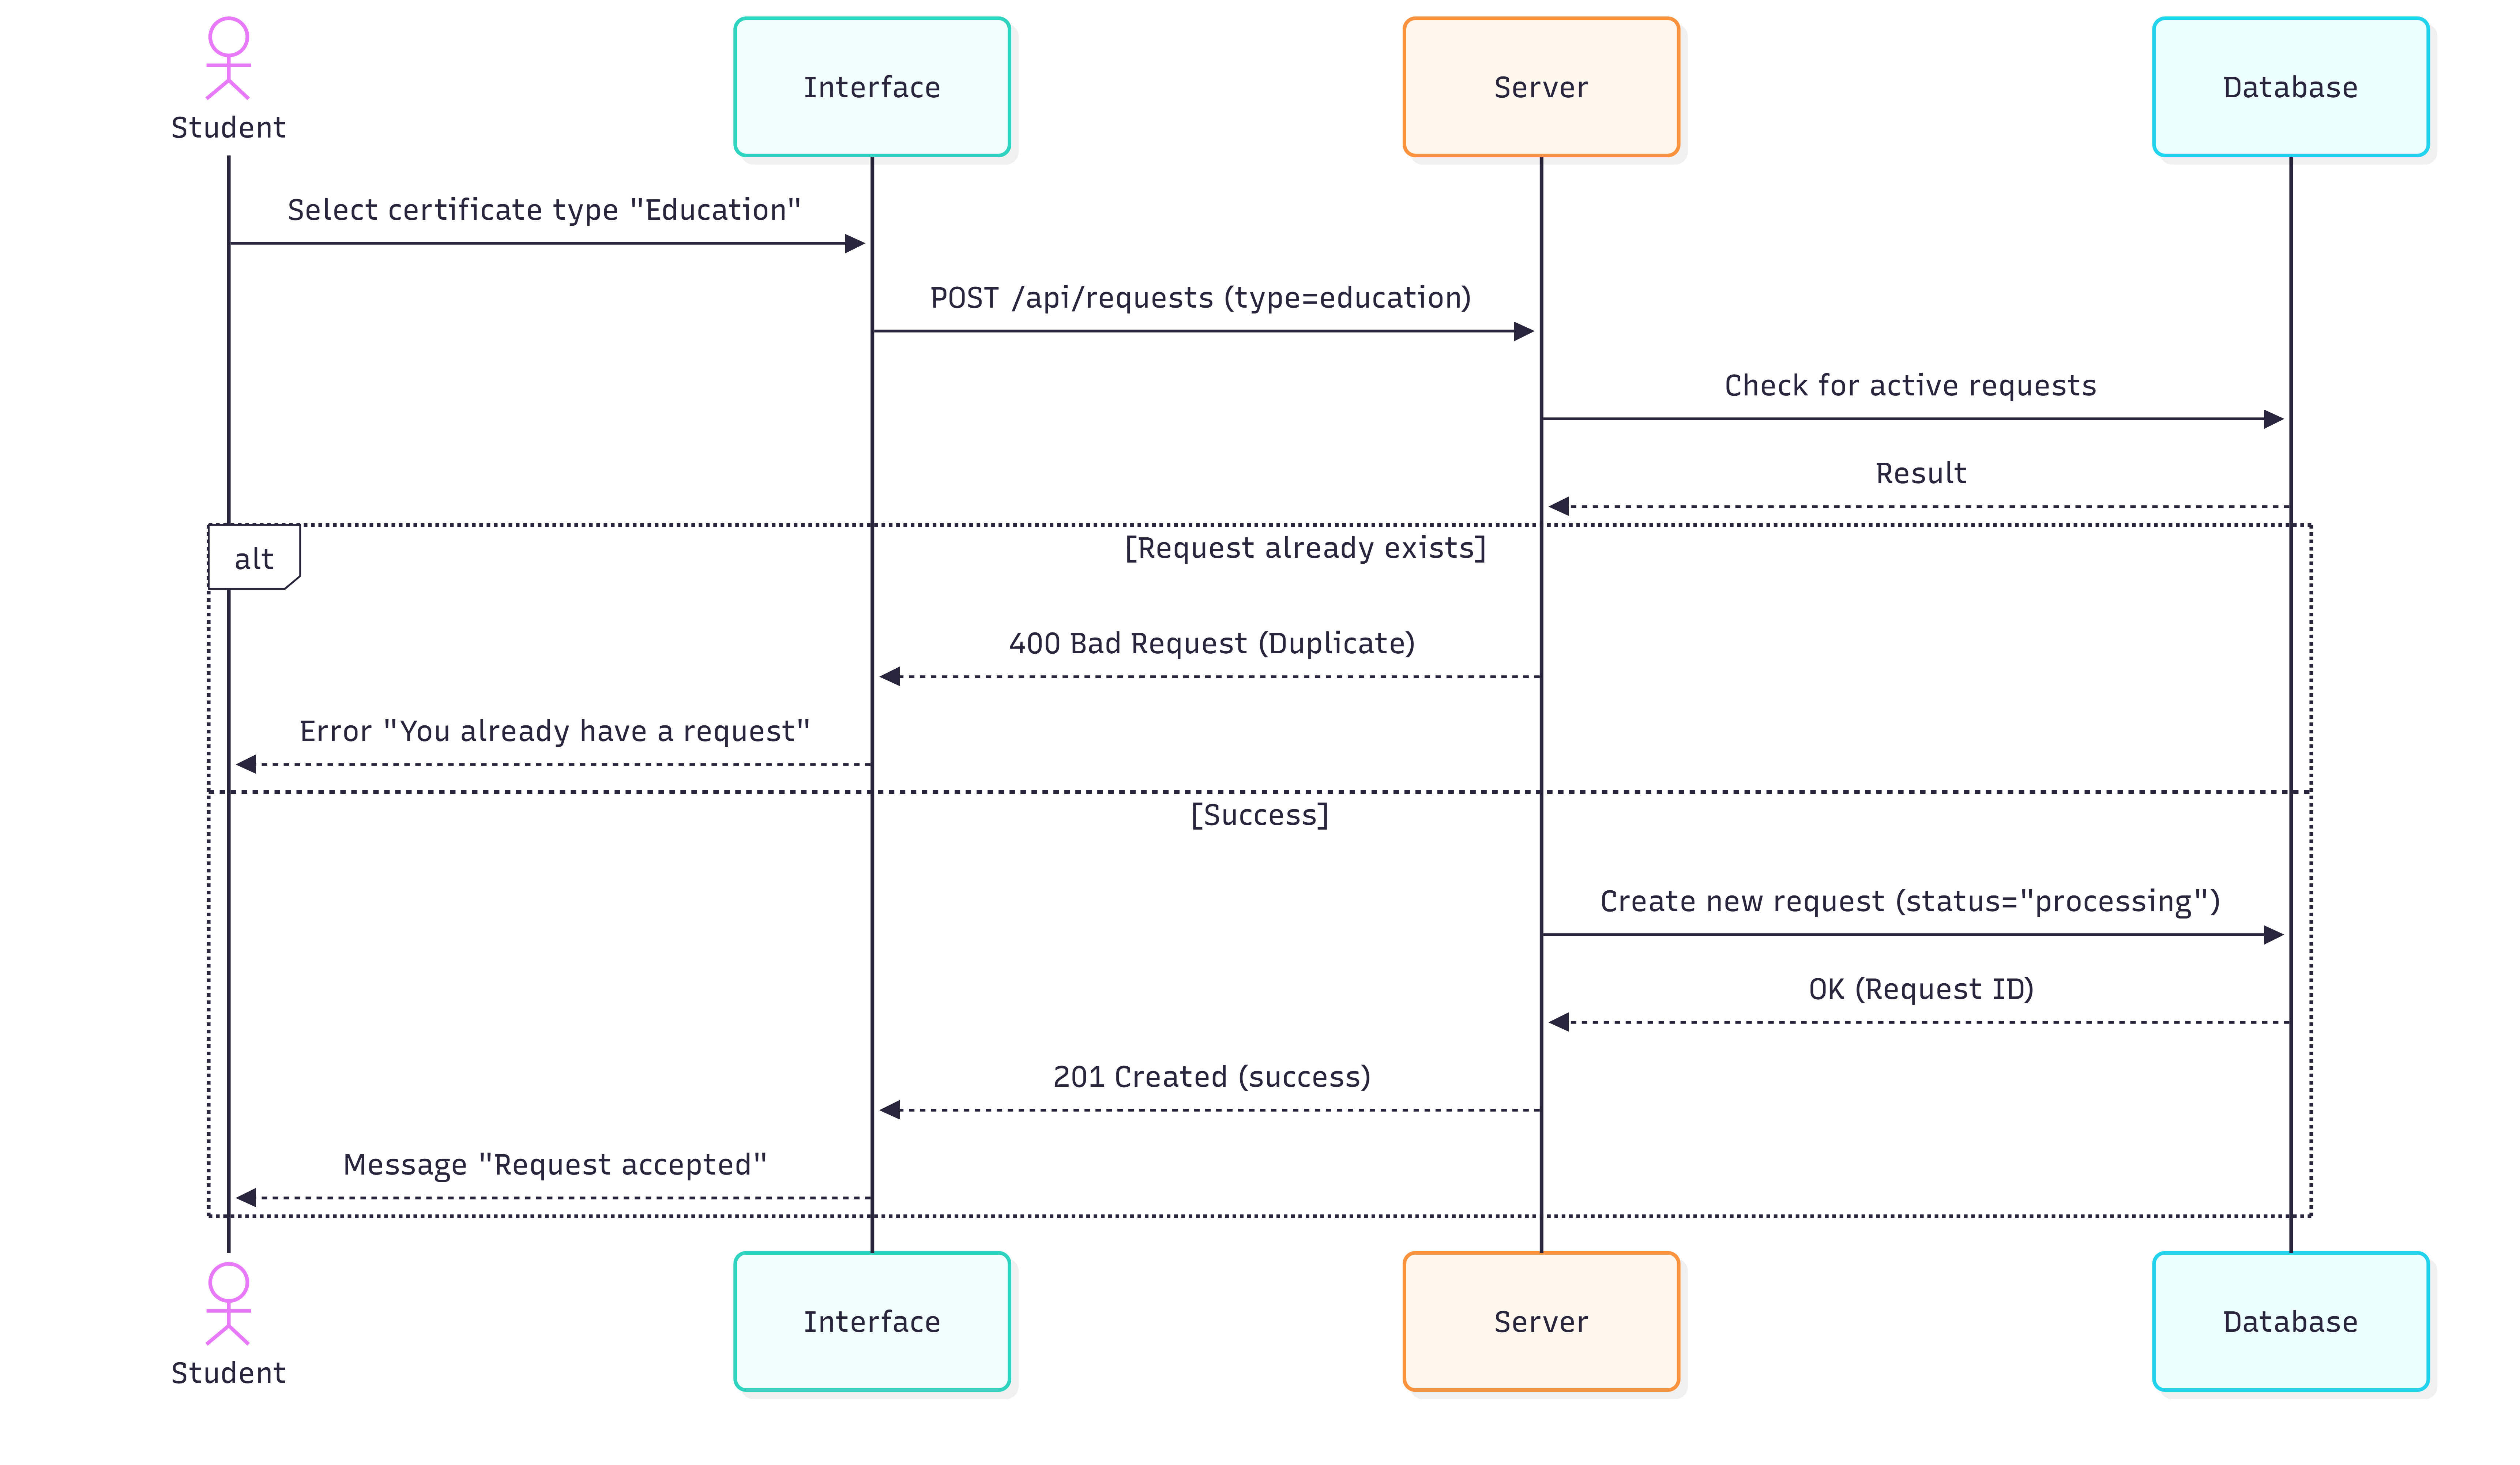 Student
Interface
Server
Database
Select certificate type "Education"
POST /api/requests (type=education)
Check for active requests
Result
alt
[Request already exists]
400 Bad Request (Duplicate)
Error "You already have a request"
[Success]
Create new request (status="processing")
OK (Request ID)
201 Created (success)
Message "Request accepted"
Student
Interface
Server
Database